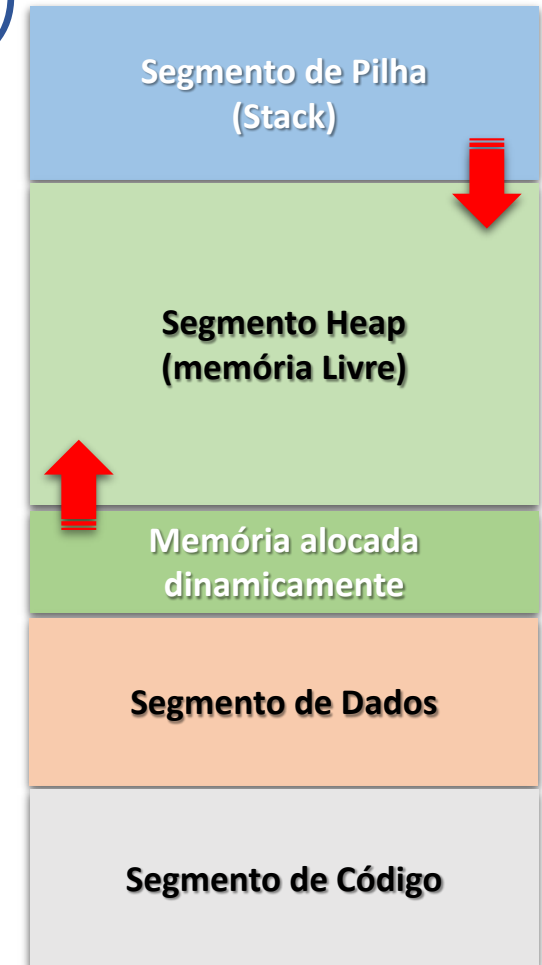 Segmento de Pilha
(Stack)
Segmento Heap
(memória Livre)
Memória alocada
dinamicamente
Segmento de Dados
Segmento de Código